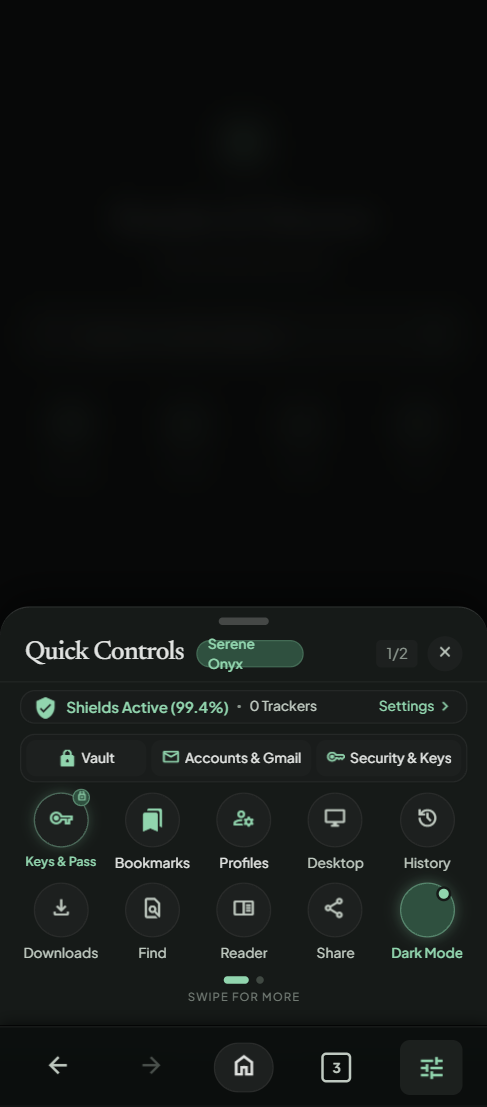 Quick Controls
Serene
Onyx
1/2
Shields Active (99.4%) • 0 Trackers
Settings
Vault
Accounts & Gmail
Security & Keys
Keys & Pass
Bookmarks
Profiles
Desktop
History
Downloads
Find
Reader
Share
Dark Mode
SWIPE FOR MORE
3